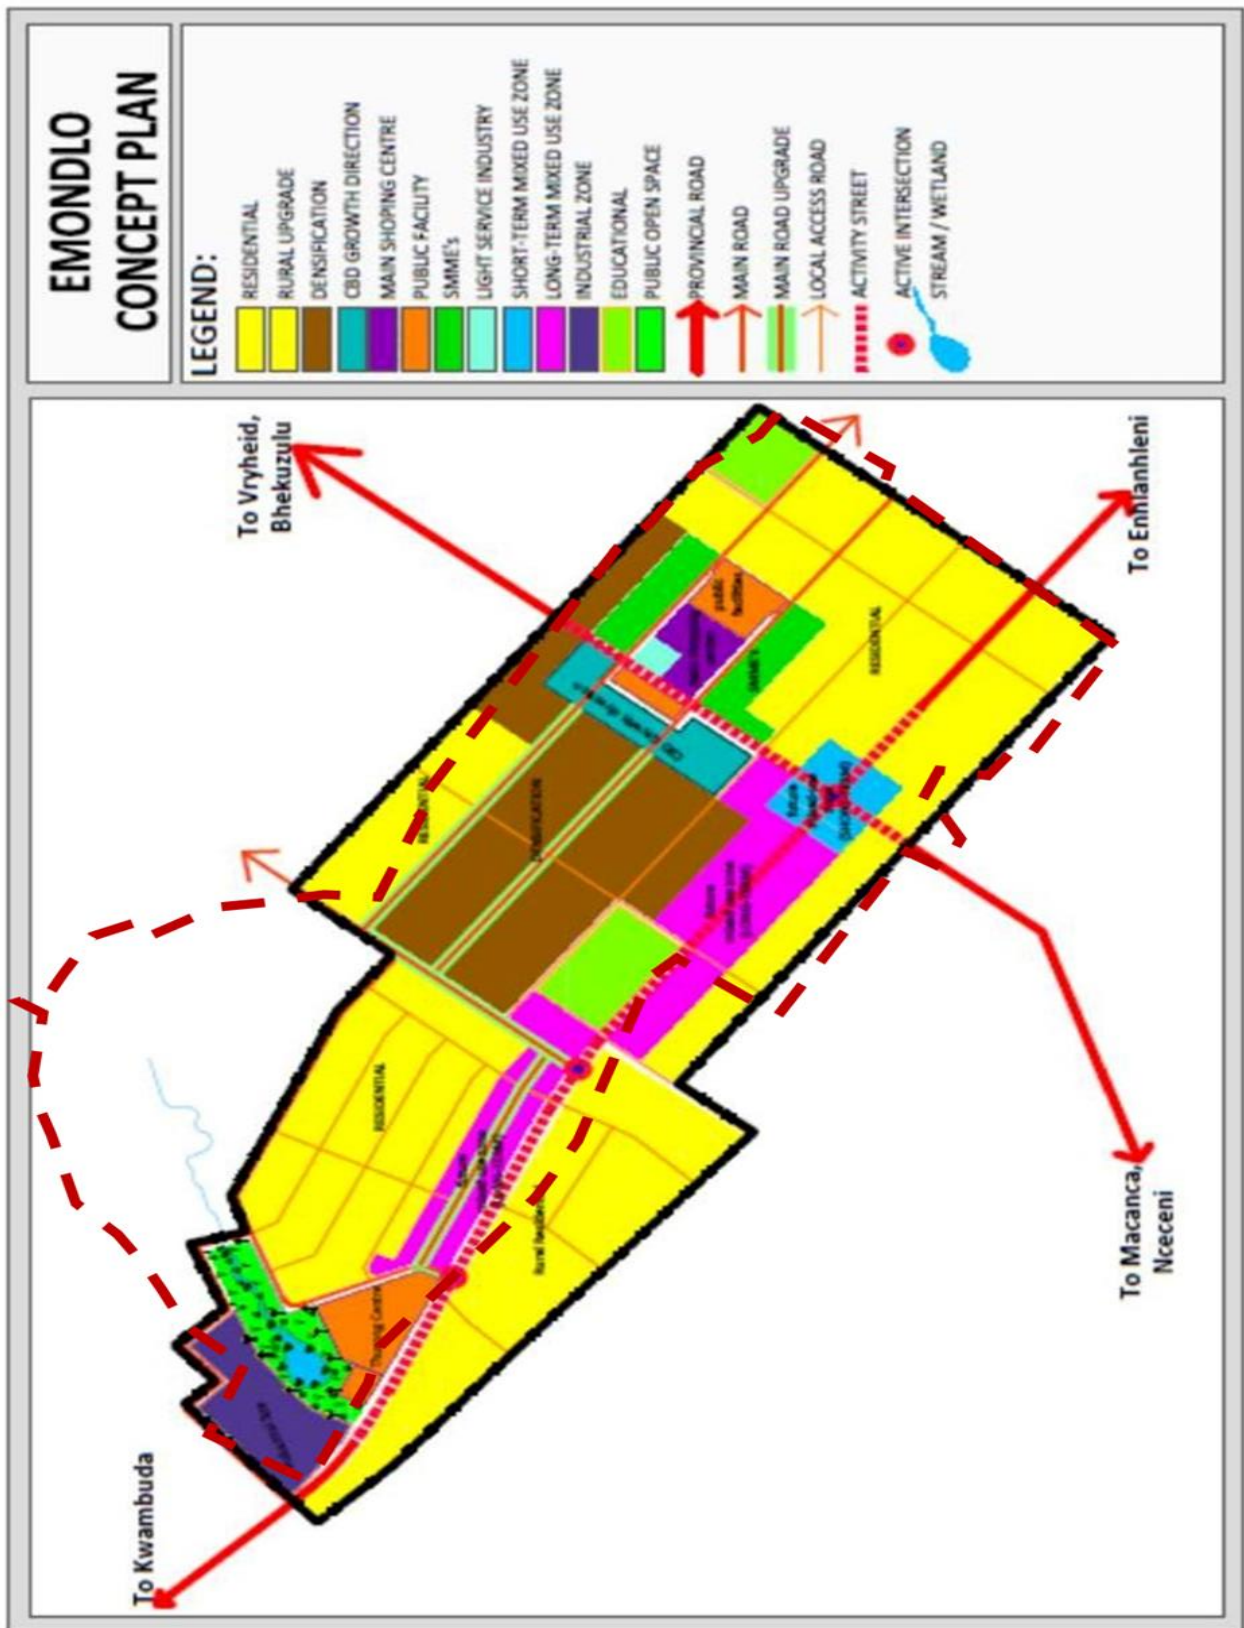 EMONDLO
CONCEPT PLAN
LEGEND:
RESIDENTIAL
RURAL UPGRADE
DENSIFICATION
CBD GROWTH DIRECTION
MAIN SHOPING CENTRE
PUBLIC FACILITY
SMME's
LIGHT SERVICE INDUSTRY
SHORT-TERM MIXED USE ZONE
LONG-TERM MIXED USE ZONE
INDUSTRIAL ZONE
EDUCATIONAL
PUBLIC OPEN SPACE
PROVINCIAL ROAD
MAIN ROAD
MAIN ROAD UPGRADE
LOCAL ACCESS ROAD
ACTIVITY STREET
ACTIVE INTERSECTION
STREAM / WETLAND
To Vryheid,
Bhekuzulu
To Enhlanhleni
To Macanca,
Nceceni
To Kwambuda
RESIDENTIAL
DENSIFICATION
public
facilities
RESIDENTIAL
RESIDENTIAL
Thusong Centre